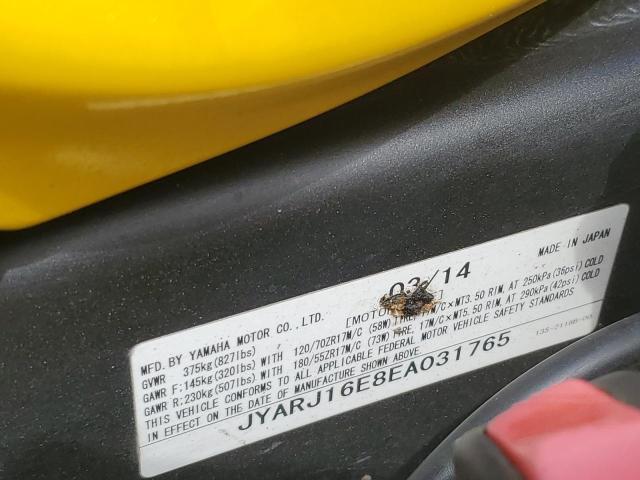 03/14
MADE IN JAPAN
MFD. BY YAMAHA MOTOR CO., LTD.
GVWR 375kg(827lbs)
GAWR F:145kg(320lbs)WITH 120/70ZR17M/C (58W) TIRE, 17M/C×MT3.50 RIM, AT 250kPa(36psi)COLD
GAWR R:230kg(507lbs)WITH 180/55ZR17M/C (73W) TIRE, 17M/C×MT5.50 RIM, AT 290kPa(42psi)COLD
THIS VEHICLE CONFORMS TO ALL APPLICABLE FEDERAL MOTOR VEHICLE SAFETY STANDARDS
IN EFFECT ON THE DATE OF MANUFACTURE SHOWN ABOVE.
JYARJ16E8EA031765